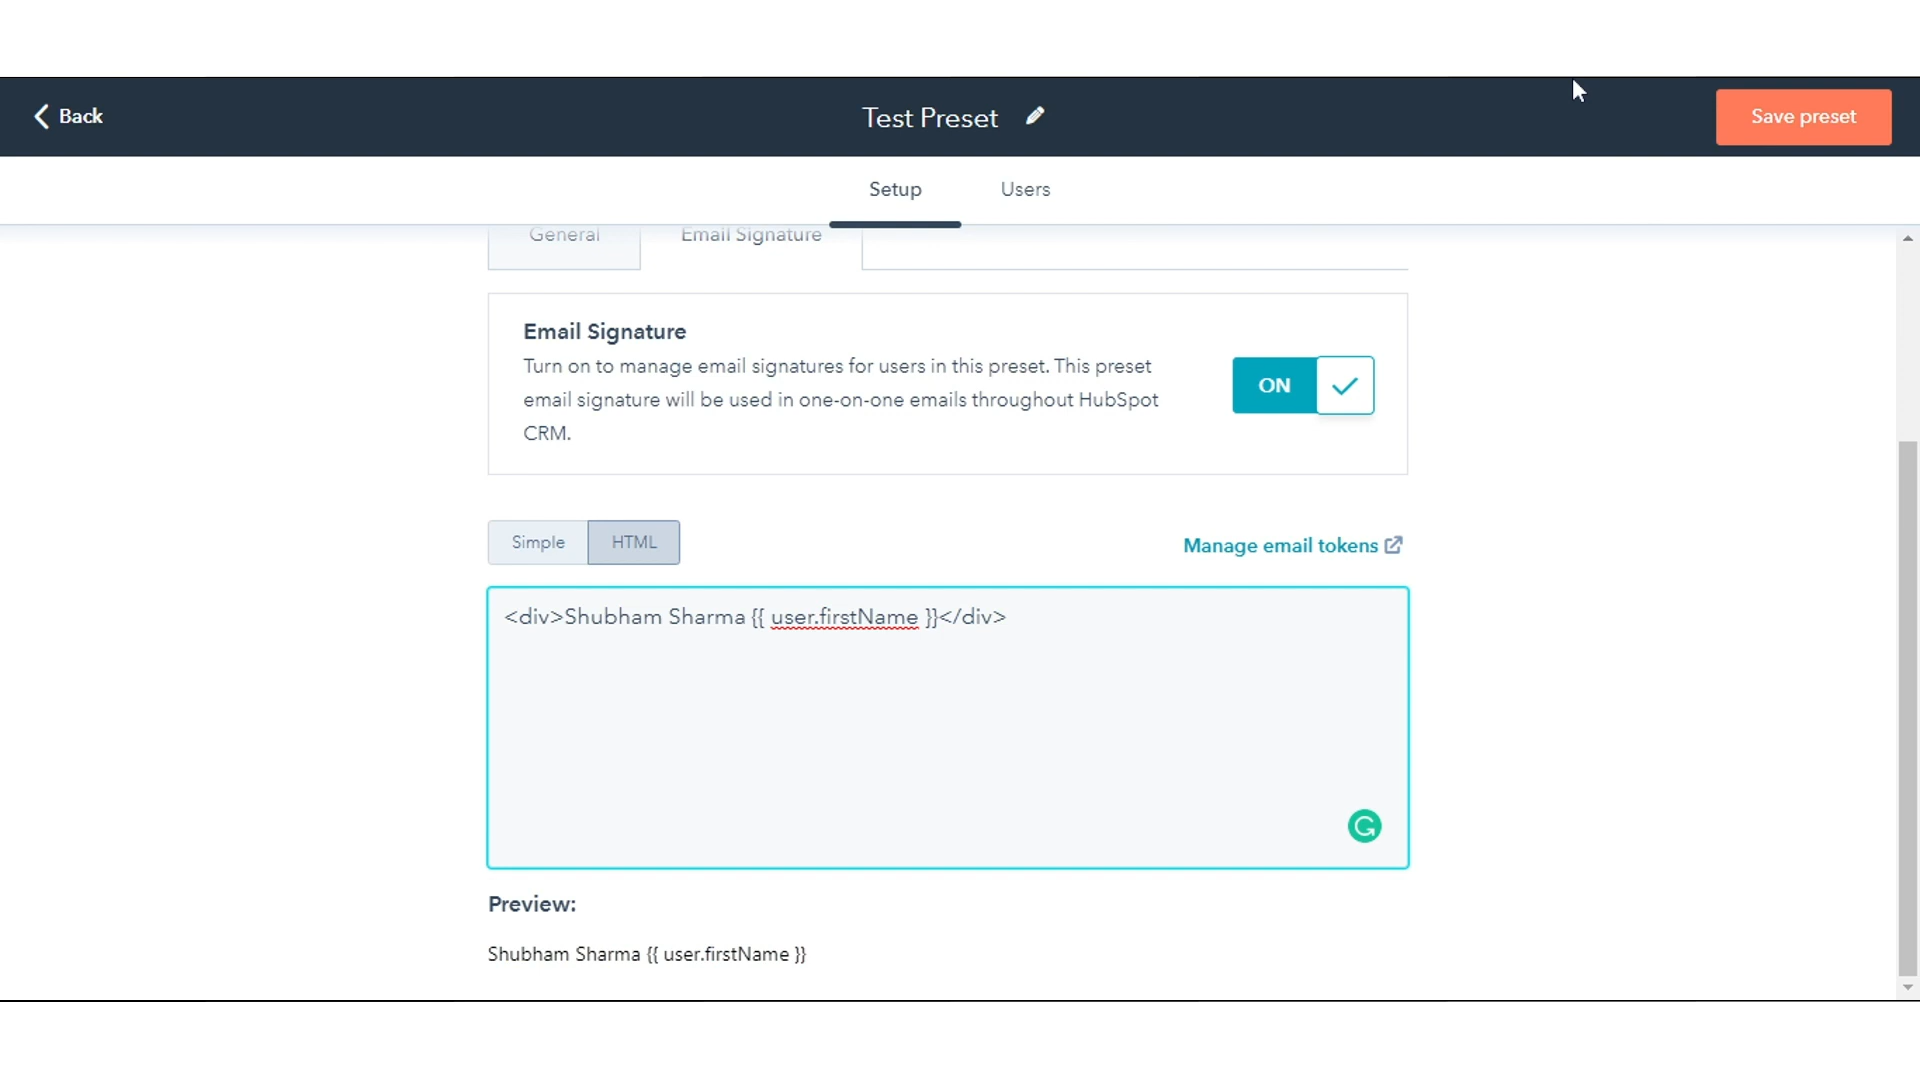 Back
Test Preset
Save preset
Setup
Users
General
Email Signature
Email Signature
Turn on to manage email signatures for users in this preset. This preset
email signature will be used in one-on-one emails throughout HubSpot
CRM.
ON
Simple
HTML
Manage email tokens
<div>Shubham Sharma {{ user.firstName }}</div>
Preview:
Shubham Sharma {{ user.firstName }}